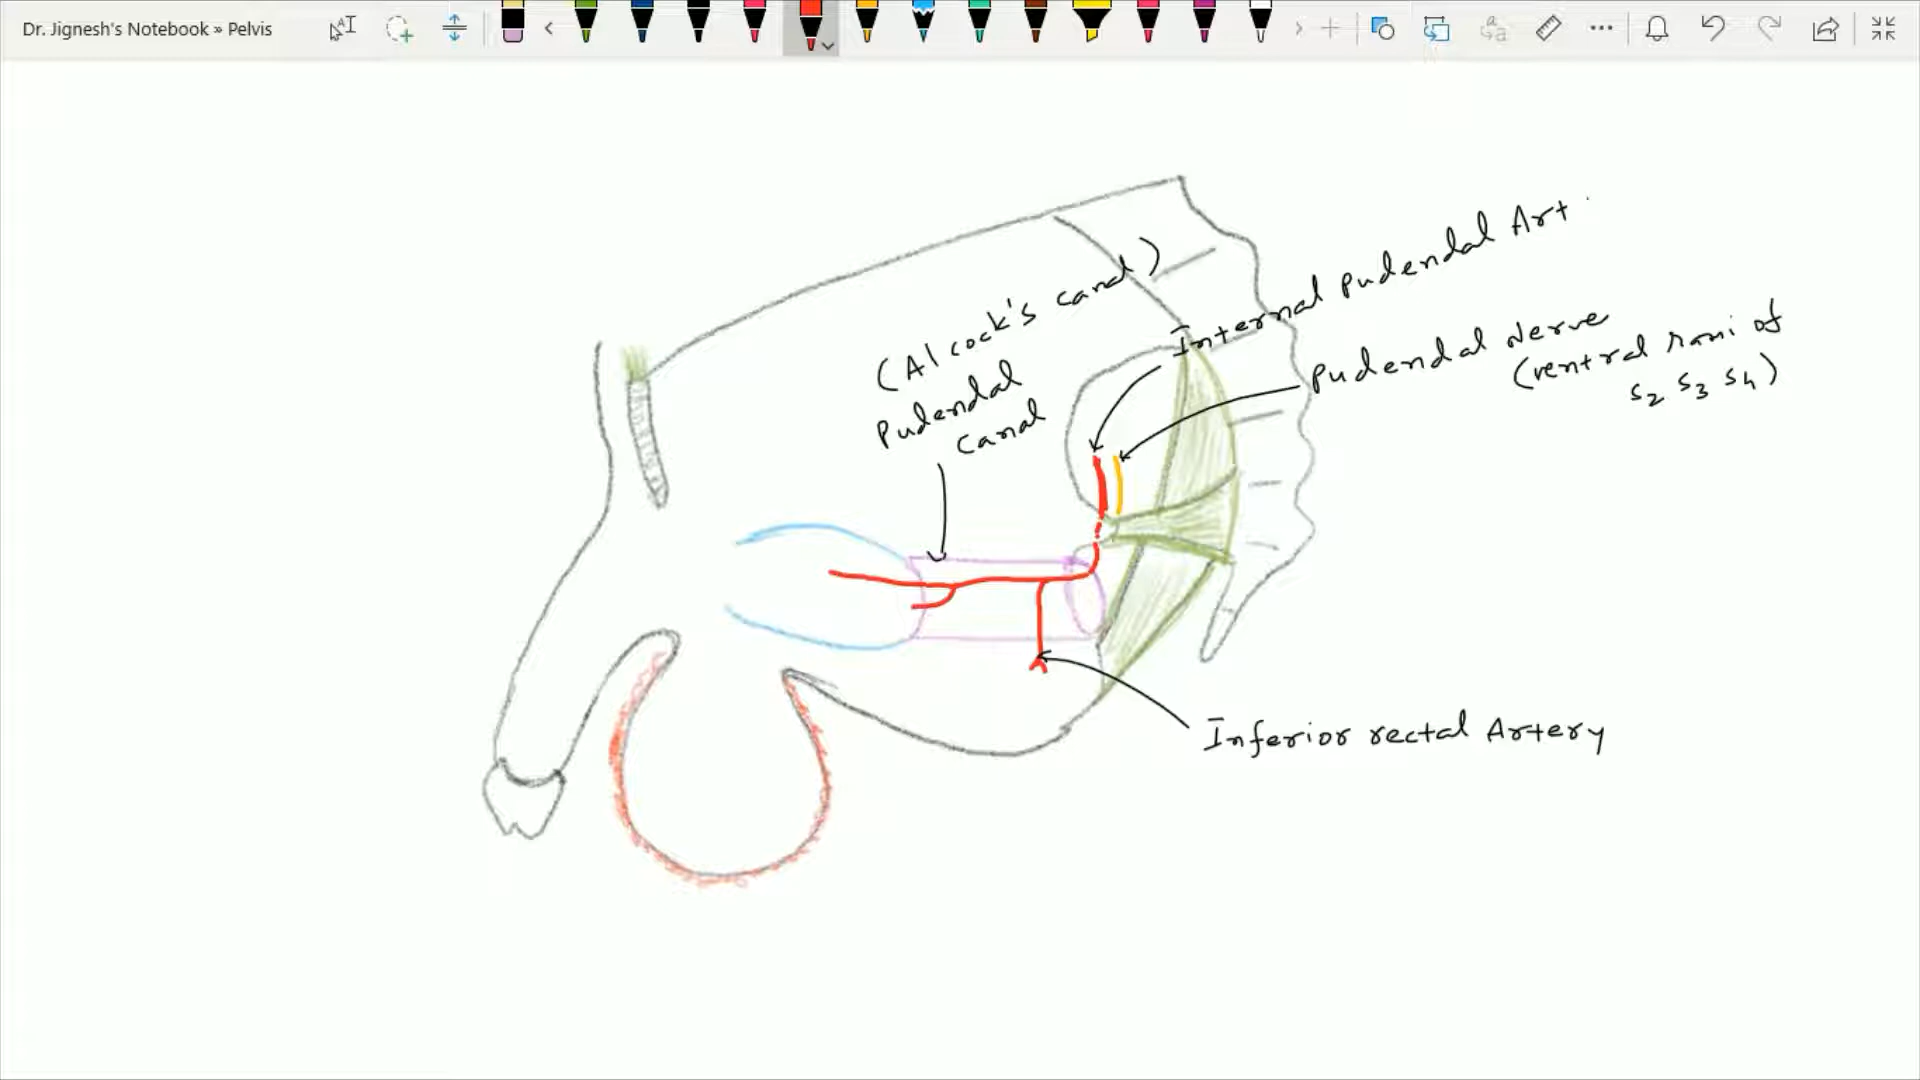 Dr. Jignesh's Notebook » Pelvis
(Alcock's canal)
Pudendal
canal
Internal pudendal Art
pudendal Nerve
(ventral rami of
S2 S3 S4)
Inferior rectal Artery